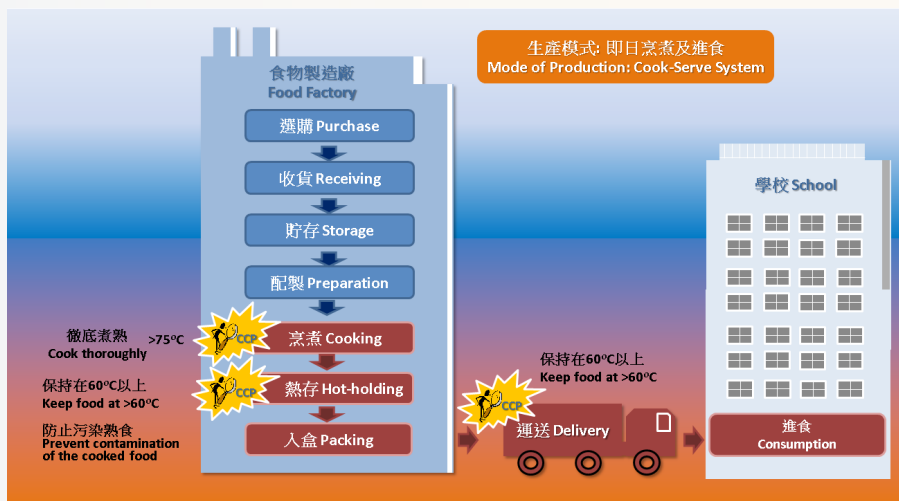 生產模式: 即日烹煮及進食
Mode of Production: Cook-Serve System
食物製造廠
Food Factory
選購 Purchase
收貨 Receiving
貯存 Storage
配製 Preparation
徹底煮熟 >75ºC
Cook thoroughly
CCP
烹煮 Cooking
保持在60ºC以上
Keep food at >60ºC
CCP
熱存 Hot-holding
防止污染熟食
Prevent contamination
of the cooked food
入盒 Packing
保持在60ºC以上
Keep food at >60ºC
CCP
運送 Delivery
學校 School
進食
Consumption